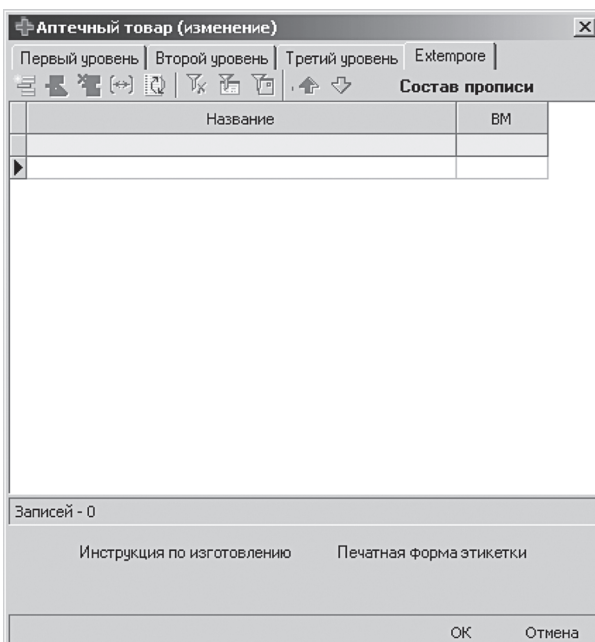 Аптечный товар (изменение)
Первый уровень Второй уровень Третий уровень Extempore
Состав прописи
Название ВМ
Записей - 0
Инструкция по изготовлению Печатная форма этикетки
ОК Отмена